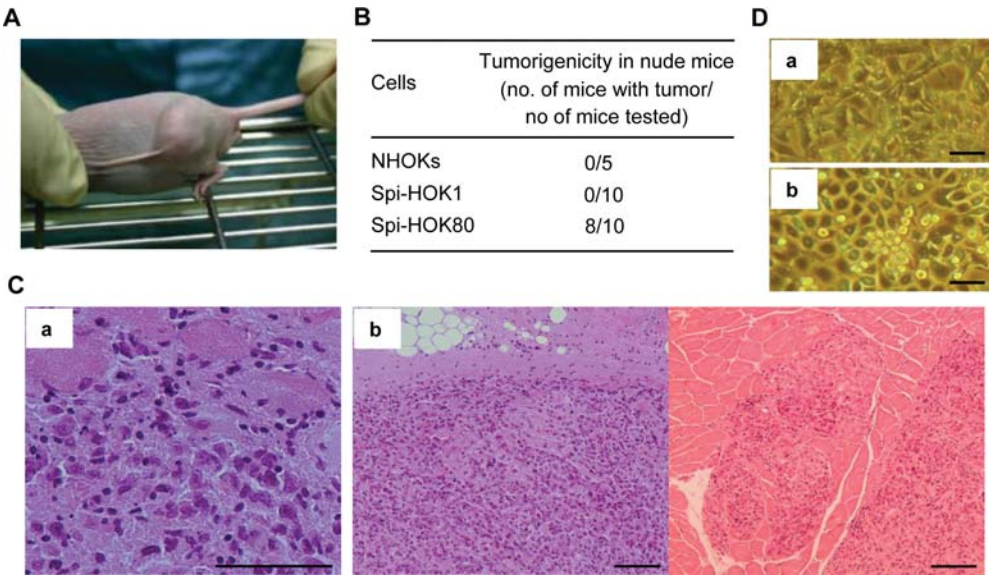 A
B
Cells
Tumorigenicity in nude mice
(no. of mice with tumor/
no of mice tested)
NHOKs 0/5
Spi-HOK1 0/10
Spi-HOK80 8/10
D
a
b
C
a
b